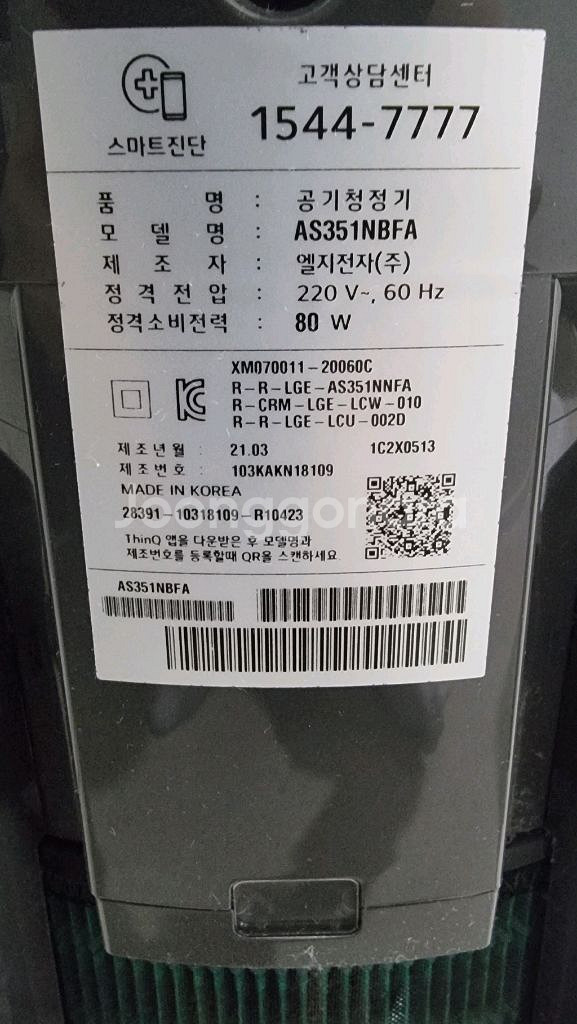 고객상담센터
스마트진단 1544-7777
품 명 : 공기청정기
모 델 명 : AS351NBFA
제 조 자 : 엘지전자(주)
정 격 전 압 : 220 V~, 60 Hz
정격소비전력 : 80 W
XM070011-20060C
R-R-LGE-AS351NNFA
R-CRM-LGE-LCW-010
R-R-LGE-LCU-002D
제 조 년 월 : 21.03 1C2X0513
제 조 번 호 : 103KAKN18109
MADE IN KOREA
28391-10318109-R10423
Joonggonara
ThinQ 앱을 다운받은 후 모델명과
제조번호를 등록할때 QR을 스캔하세요
AS351NBFA